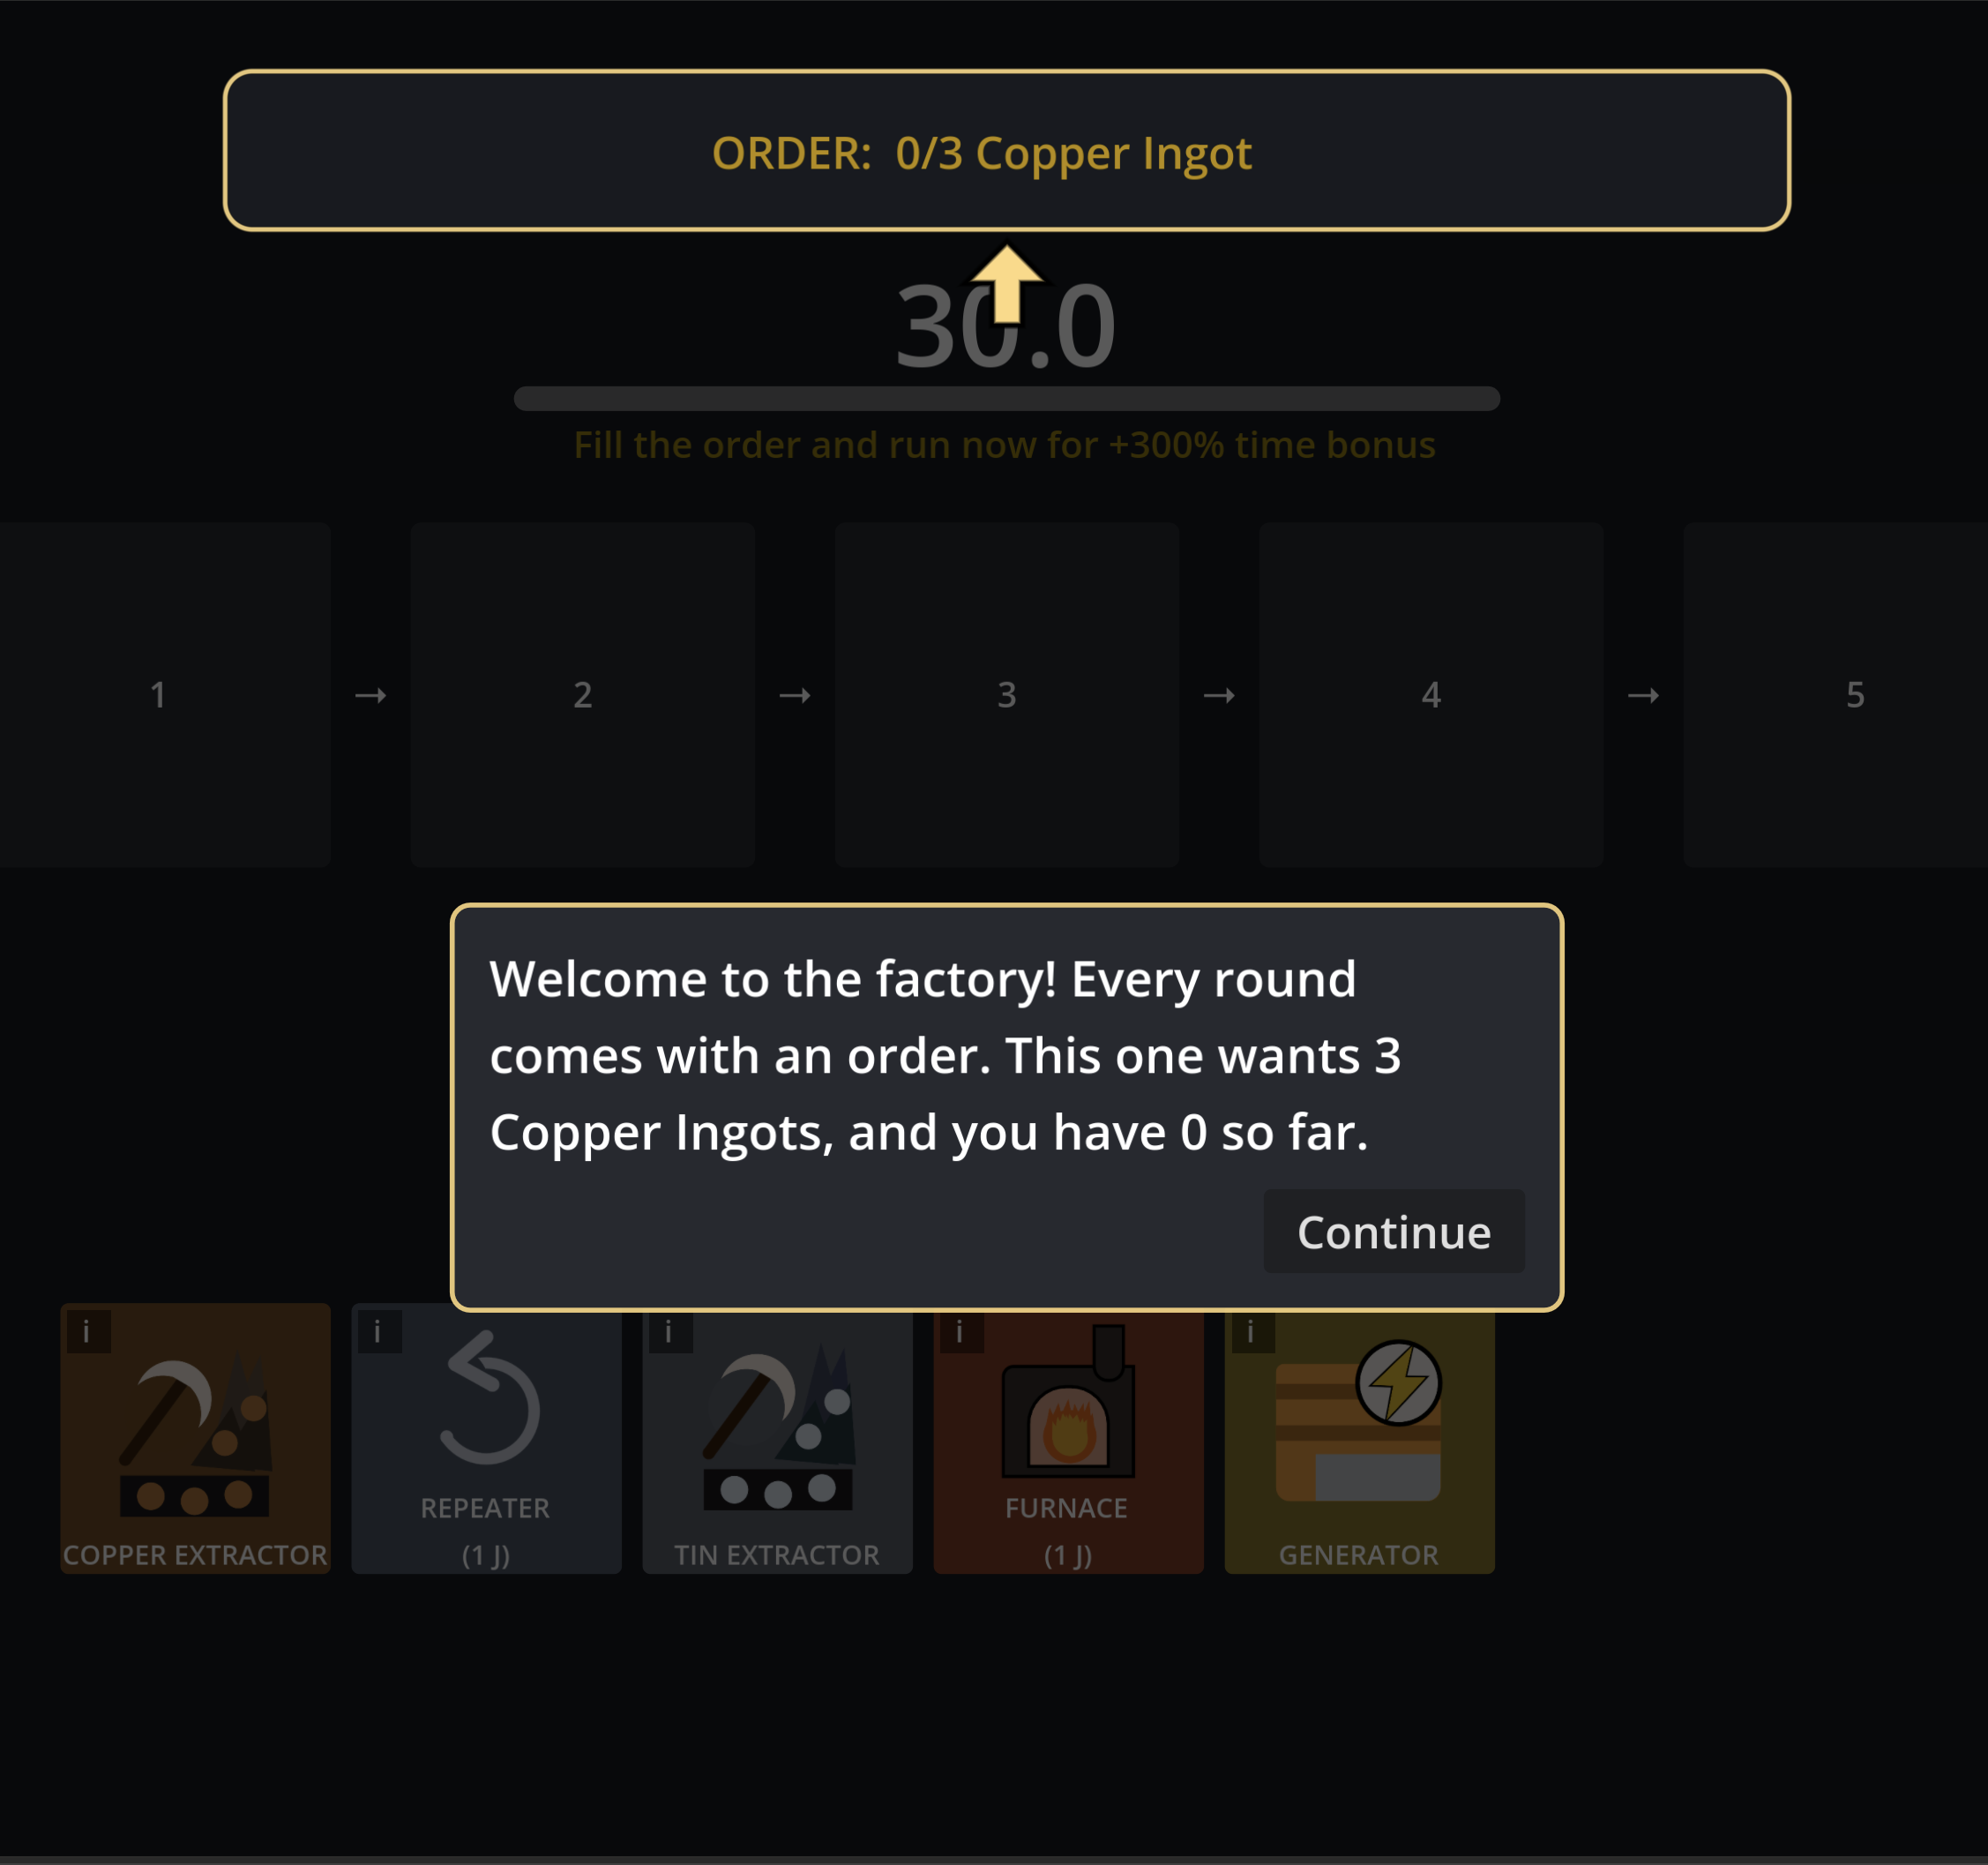 ORDER:  0/3 Copper Ingot
30.0
Fill the order and run now for +300% time bonus
1 → 2 → 3 → 4 → 5
Welcome to the factory! Every round
comes with an order. This one wants 3
Copper Ingots, and you have 0 so far.
Continue
i
COPPER EXTRACTOR
i
REPEATER
(1 J)
i
TIN EXTRACTOR
i
FURNACE
(1 J)
i
GENERATOR